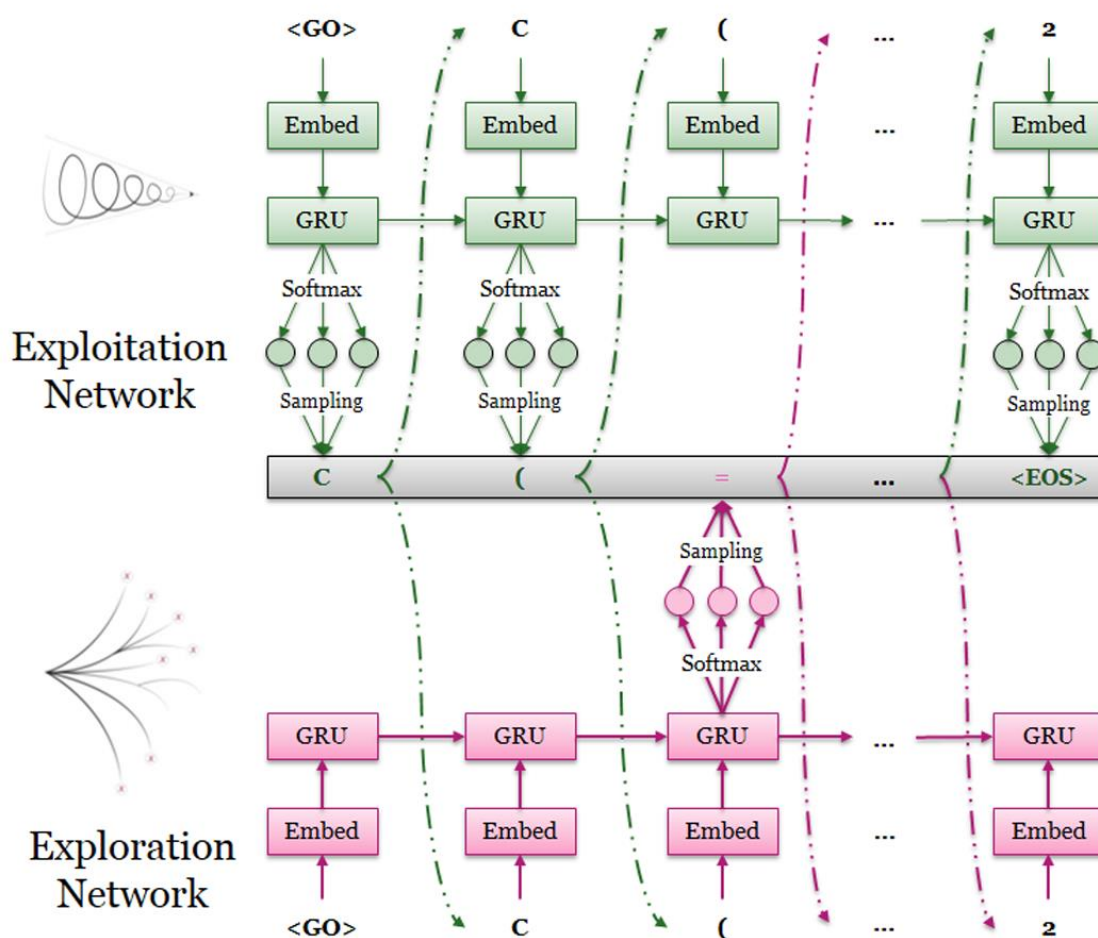 <GO> C ( ... 2
Embed Embed Embed ... Embed
GRU GRU GRU ... GRU
Softmax Softmax Softmax
Exploitation
Network
Sampling Sampling Sampling
C ( = ... <EOS>
Sampling
Softmax
GRU GRU GRU ... GRU
Embed Embed Embed ... Embed
Exploration
Network
<GO> C ( ... 2